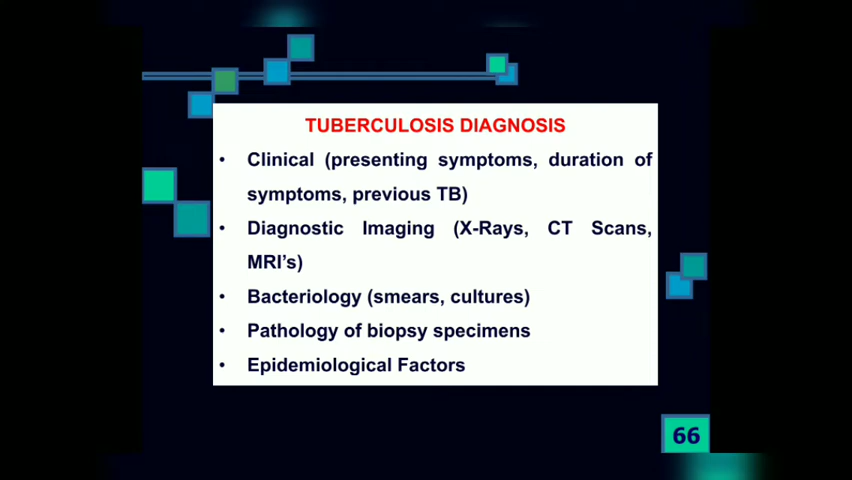 TUBERCULOSIS DIAGNOSIS
• Clinical (presenting symptoms, duration of
symptoms, previous TB)
• Diagnostic Imaging (X-Rays, CT Scans,
MRI's)
• Bacteriology (smears, cultures)
• Pathology of biopsy specimens
• Epidemiological Factors
66